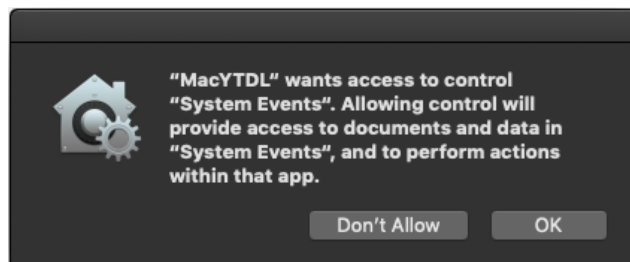 “MacYTDL“ wants access to control
“System Events“. Allowing control will
provide access to documents and data in
“System Events“, and to perform actions
within that app.
Don’t Allow
OK